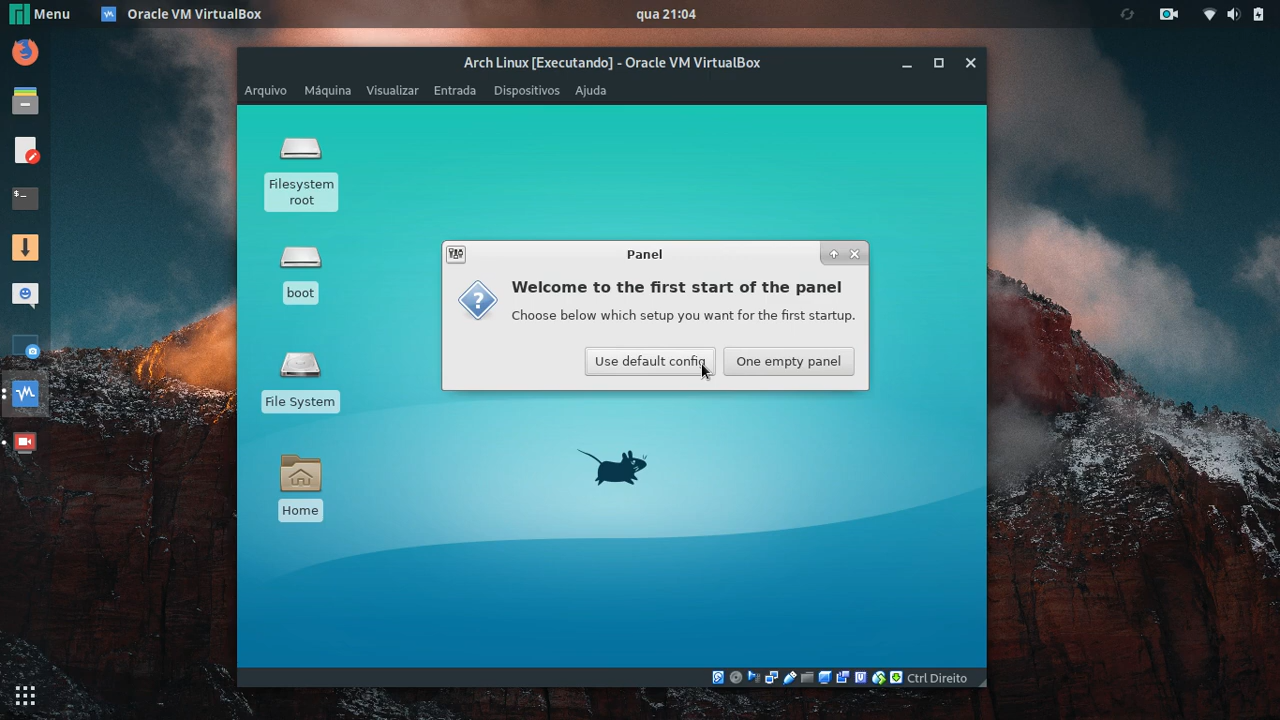 Menu
Oracle VM VirtualBox
qua 21:04
Arch Linux [Executando] - Oracle VM VirtualBox
Arquivo Máquina Visualizar Entrada Dispositivos Ajuda
Filesystem
root
boot
File System
Home
Panel
Welcome to the first start of the panel
Choose below which setup you want for the first startup.
Use default config
One empty panel
Ctrl Direito